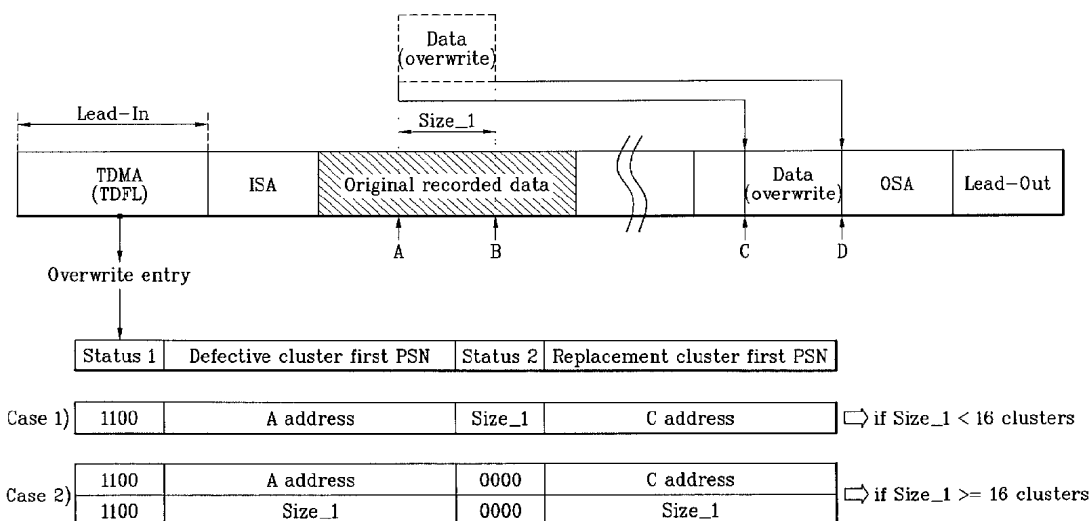 Data
(overwrite)
Lead-In
Size_1
TDMA
(TDFL)
ISA
Original recorded data
Data
(overwrite)
OSA
Lead-Out
A
B
C
D
Overwrite entry
Status 1 Defective cluster first PSN Status 2 Replacement cluster first PSN
Case 1) 1100 A address Size_1 C address if Size_1 < 16 clusters
Case 2) 1100 A address 0000 C address if Size_1 >= 16 clusters
1100 Size_1 0000 Size_1